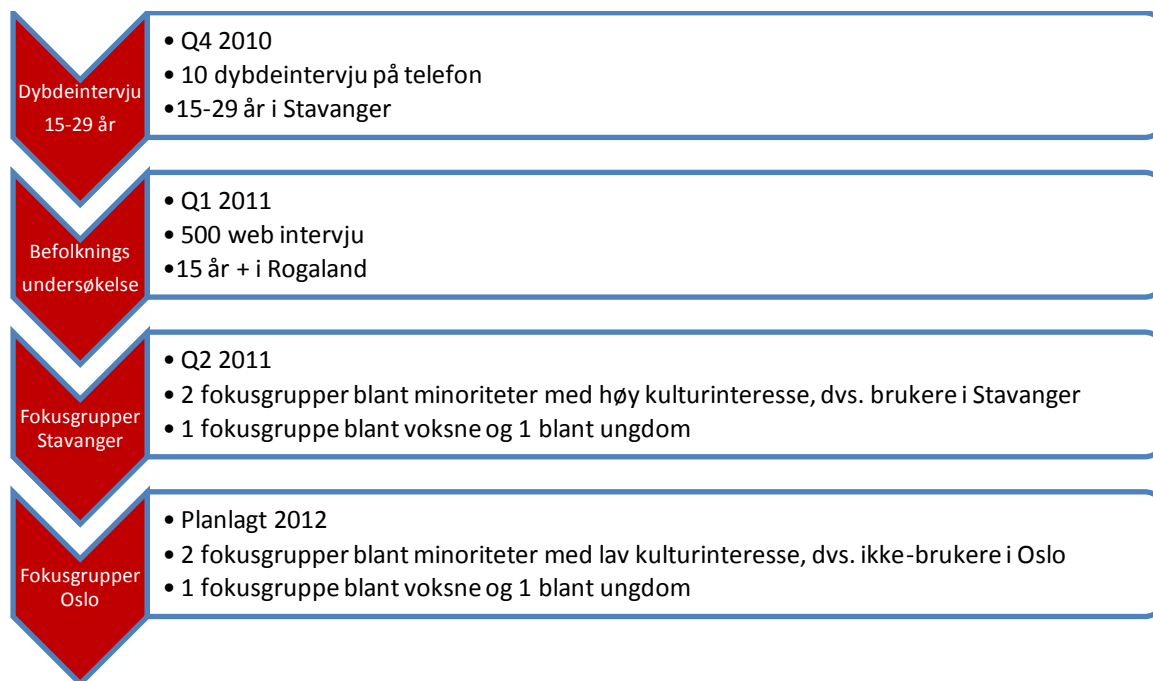 Dybdeintervju
15-29 år
• Q4 2010
• 10 dybdeintervju på telefon
•15-29 år i Stavanger
Befolknings
undersøkelse
• Q1 2011
• 500 web intervju
•15 år + i Rogaland
Fokusgrupper
Stavanger
• Q2 2011
• 2 fokusgrupper blant minoriteter med høy kulturinteresse, dvs. brukere i Stavanger
• 1 fokusgruppe blant voksne og 1 blant ungdom
Fokusgrupper
Oslo
• Planlagt 2012
• 2 fokusgrupper blant minoriteter med lav kulturinteresse, dvs. ikke-brukere i Oslo
• 1 fokusgruppe blant voksne og 1 blant ungdom